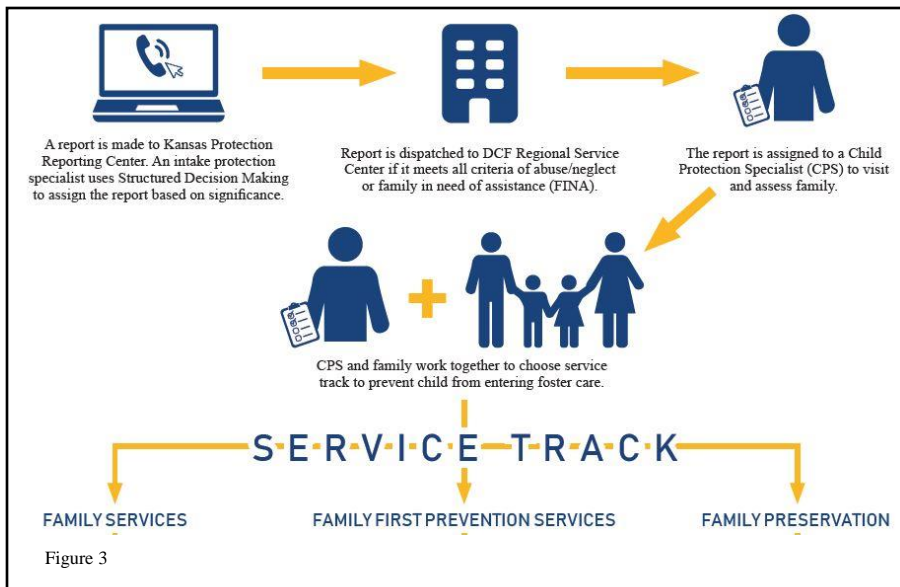 A report is made to Kansas Protection
Reporting Center. An intake protection
specialist uses Structured Decision Making
to assign the report based on significance.
Report is dispatched to DCF Regional Service
Center if it meets all criteria of abuse/neglect
or family in need of assistance (FINA).
The report is assigned to a Child
Protection Specialist (CPS) to visit
and assess family.
CPS and family work together to choose service
track to prevent child from entering foster care.
SERVICE TRACK
FAMILY SERVICES
FAMILY FIRST PREVENTION SERVICES
FAMILY PRESERVATION
Figure 3